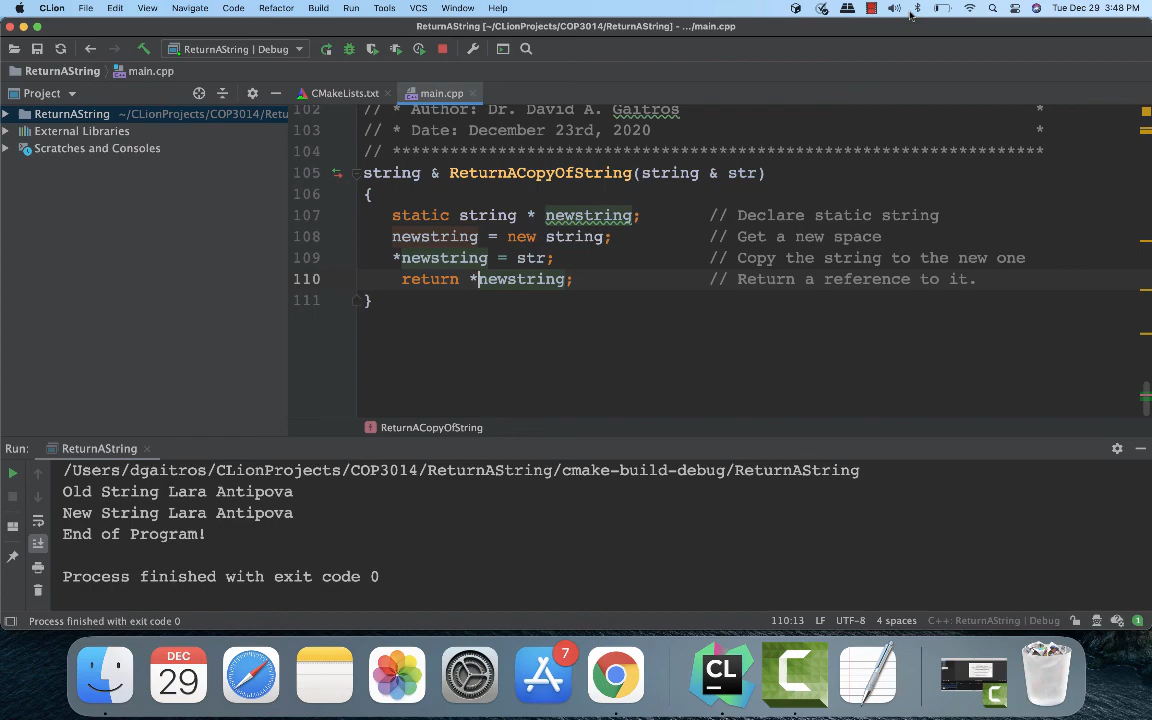 CLion File Edit View Navigate Code Refactor Build Run Tools VCS Window Help Tue Dec 29 3:48 PM
ReturnAString [~/CLionProjects/COP3014/ReturnAString] - .../main.cpp
ReturnAString | Debug
ReturnAString main.cpp
Project CMakeLists.txt main.cpp
ReturnAString ~/CLionProjects/COP3014/Retu
External Libraries
Scratches and Consoles
102 // * Author: Dr. David A. Gaitros *
103 // * Date: December 23rd, 2020 *
104 // ********************************************************************
105 string & ReturnACopyOfString(string & str)
106 {
107 static string * newstring; // Declare static string
108 newstring = new string; // Get a new space
109 *newstring = str; // Copy the string to the new one
110 return *newstring; // Return a reference to it.
111 }
f ReturnACopyOfString
Run: ReturnAString
/Users/dgaitros/CLionProjects/COP3014/ReturnAString/cmake-build-debug/ReturnAString
Old String Lara Antipova
New String Lara Antipova
End of Program!
Process finished with exit code 0
Process finished with exit code 0 110:13 LF UTF-8 4 spaces C++: ReturnAString | Debug 1
DEC
29
7
CL
C
C